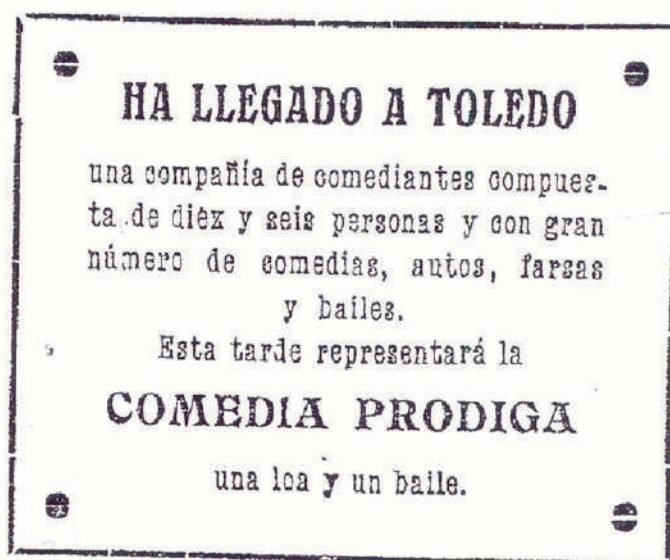 HA LLEGADO A TOLEDO
una compañía de comediantes compues-
ta de diez y seis personas y con gran
número de comedias, autos, farsas
y bailes.
Esta tarde representará la
COMEDIA PRODIGA
una loa y un baile.